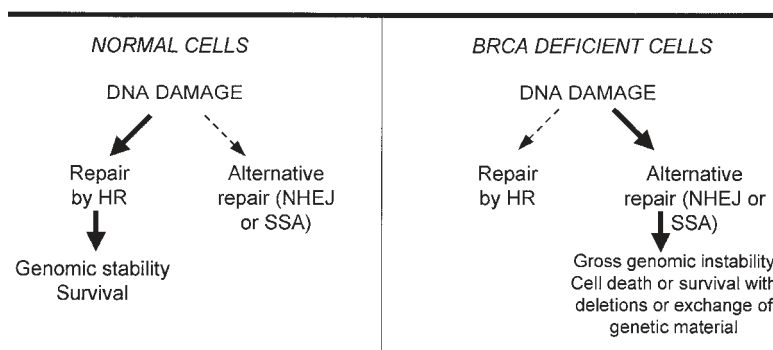 NORMAL CELLS
DNA DAMAGE
Repair
by HR
Alternative
repair (NHEJ
or SSA)
Genomic stability
Survival
BRCA DEFICIENT CELLS
DNA DAMAGE
Repair
by HR
Alternative
repair (NHEJ or
SSA)
Gross genomic instability
Cell death or survival with
deletions or exchange of
genetic material